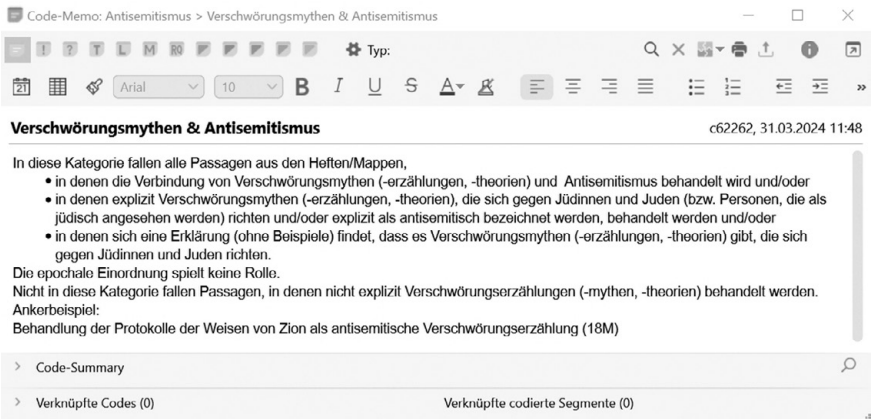 Code-Memo: Antisemitismus > Verschwörungsmythen & Antisemitismus
! ? T L M RQ Typ:
21 Arial 10 B I U S A »
Verschwörungsmythen & Antisemitismus c62262, 31.03.2024 11:48
In diese Kategorie fallen alle Passagen aus den Heften/Mappen,
• in denen die Verbindung von Verschwörungsmythen (-erzählungen, -theorien) und Antisemitismus behandelt wird und/oder
• in denen explizit Verschwörungsmythen (-erzählungen, -theorien), die sich gegen Jüdinnen und Juden (bzw. Personen, die als
jüdisch angesehen werden) richten und/oder explizit als antisemitisch bezeichnet werden, behandelt werden und/oder
• in denen sich eine Erklärung (ohne Beispiele) findet, dass es Verschwörungsmythen (-erzählungen, -theorien) gibt, die sich
gegen Jüdinnen und Juden richten.
Die epochale Einordnung spielt keine Rolle.
Nicht in diese Kategorie fallen Passagen, in denen nicht explizit Verschwörungserzählungen (-mythen, -theorien) behandelt werden.
Ankerbeispiel:
Behandlung der Protokolle der Weisen von Zion als antisemitische Verschwörungserzählung (18M)
Code-Summary
Verknüpfte Codes (0) Verknüpfte codierte Segmente (0)